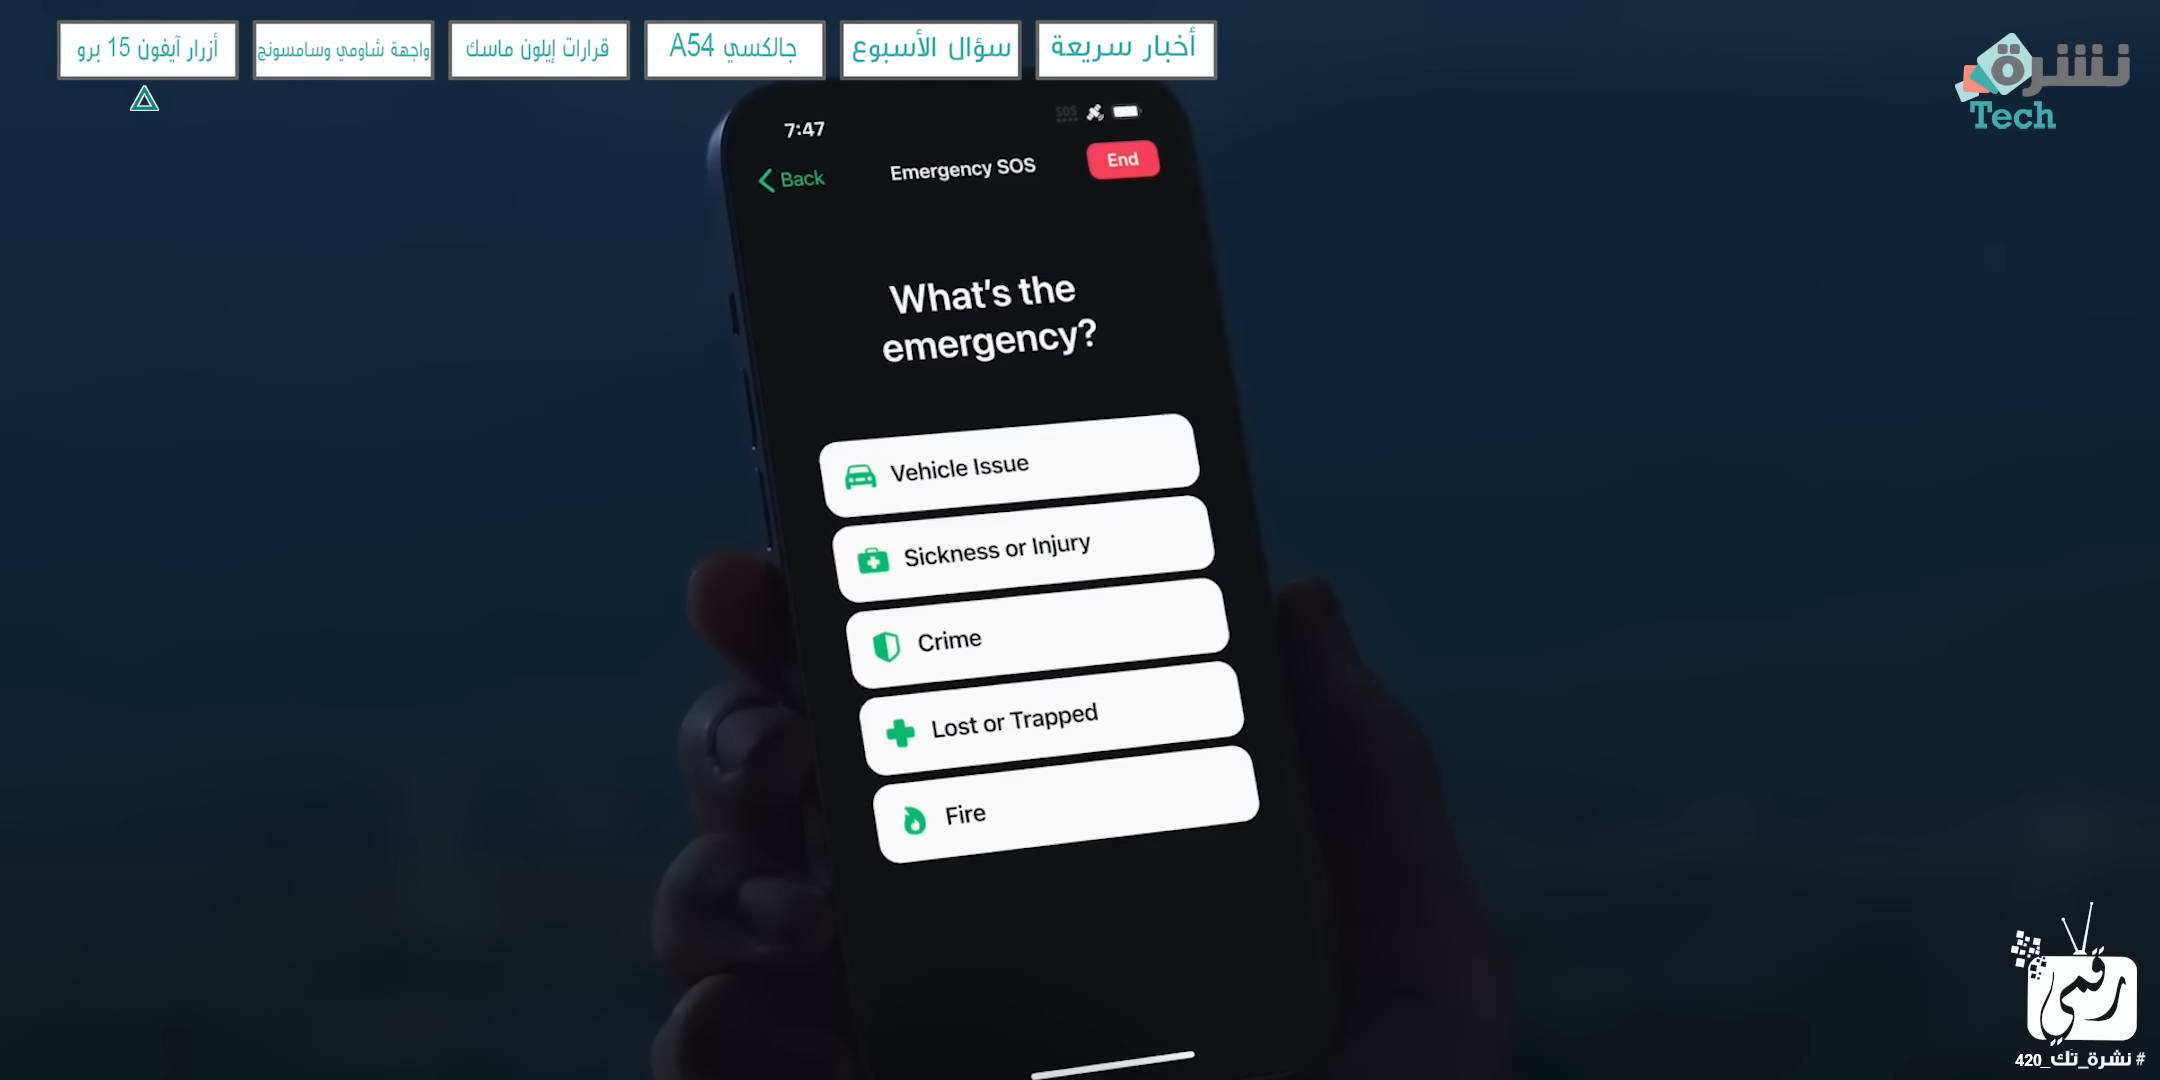 أزرار آيفون 15 برو
واجهة شاومي وسامسونج
قرارات إيلون ماسك
جالكسي A54
سؤال الأسبوع
أخبار سريعة
نشرة
Tech
7:47
SOS
Back
Emergency SOS
End
What's the
emergency?
Vehicle Issue
Sickness or Injury
Crime
Lost or Trapped
Fire
رقمي
# نشرة_تك_420